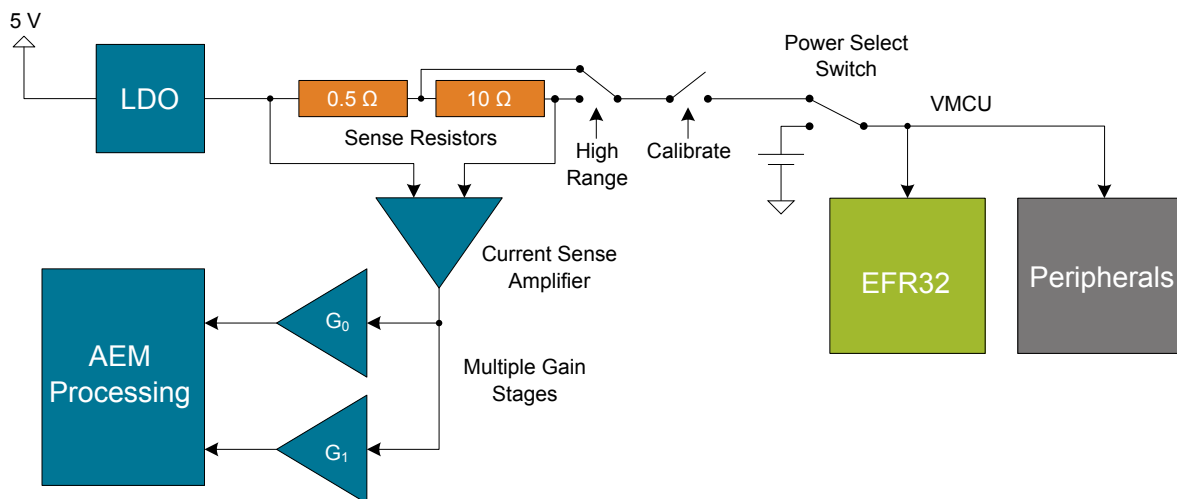 5 V
LDO
0.5 Ω
10 Ω
Sense Resistors
High
Range
Calibrate
Power Select
Switch
VMCU
Current Sense
Amplifier
EFR32
Peripherals
AEM
Processing
G0
G1
Multiple Gain
Stages